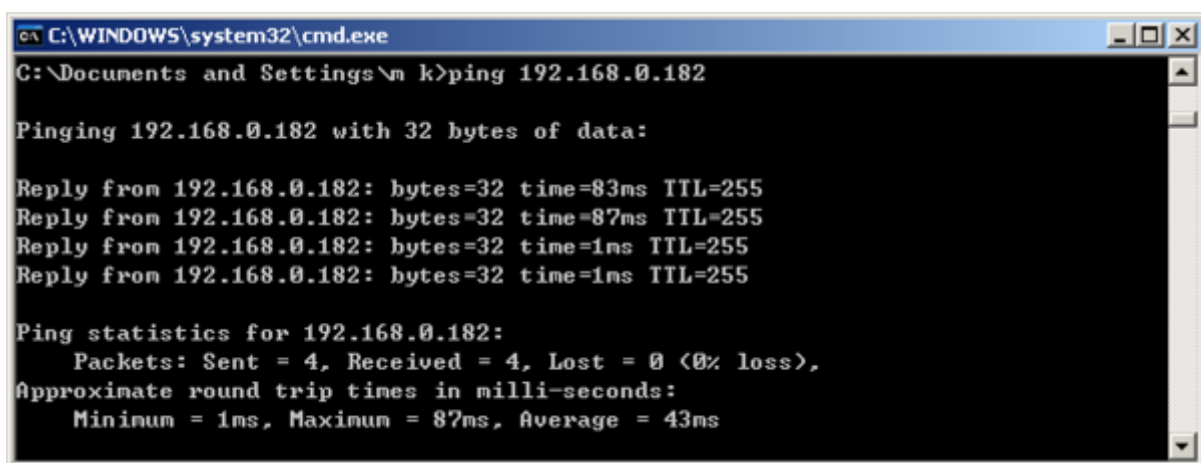 C:\WINDOWS\system32\cmd.exe
C:\Documents and Settings\m k>ping 192.168.0.182
Pinging 192.168.0.182 with 32 bytes of data:
Reply from 192.168.0.182: bytes=32 time=83ms TTL=255
Reply from 192.168.0.182: bytes=32 time=87ms TTL=255
Reply from 192.168.0.182: bytes=32 time=1ms TTL=255
Reply from 192.168.0.182: bytes=32 time=1ms TTL=255
Ping statistics for 192.168.0.182:
Packets: Sent = 4, Received = 4, Lost = 0 (0% loss),
Approximate round trip times in milli-seconds:
Minimum = 1ms, Maximum = 87ms, Average = 43ms